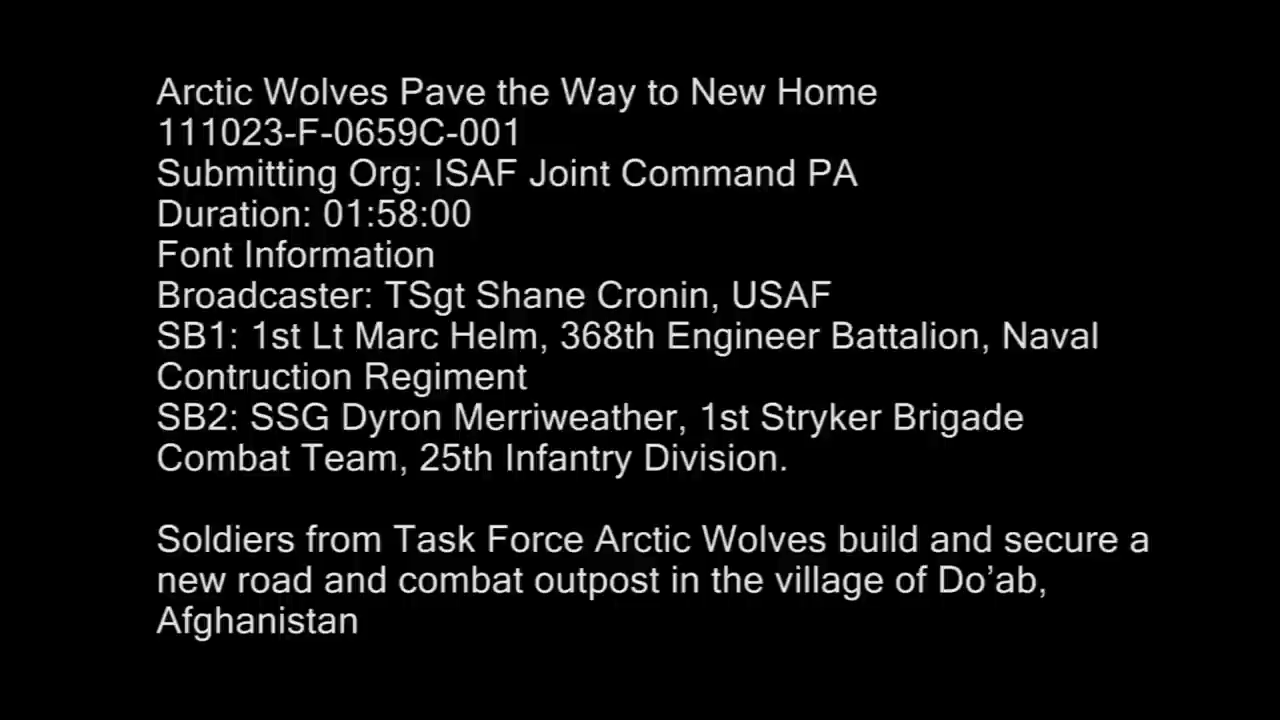 Arctic Wolves Pave the Way to New Home
111023-F-0659C-001
Submitting Org: ISAF Joint Command PA
Duration: 01:58:00
Font Information
Broadcaster: TSgt Shane Cronin, USAF
SB1: 1st Lt Marc Helm, 368th Engineer Battalion, Naval
Contruction Regiment
SB2: SSG Dyron Merriweather, 1st Stryker Brigade
Combat Team, 25th Infantry Division.
Soldiers from Task Force Arctic Wolves build and secure a
new road and combat outpost in the village of Do’ab,
Afghanistan